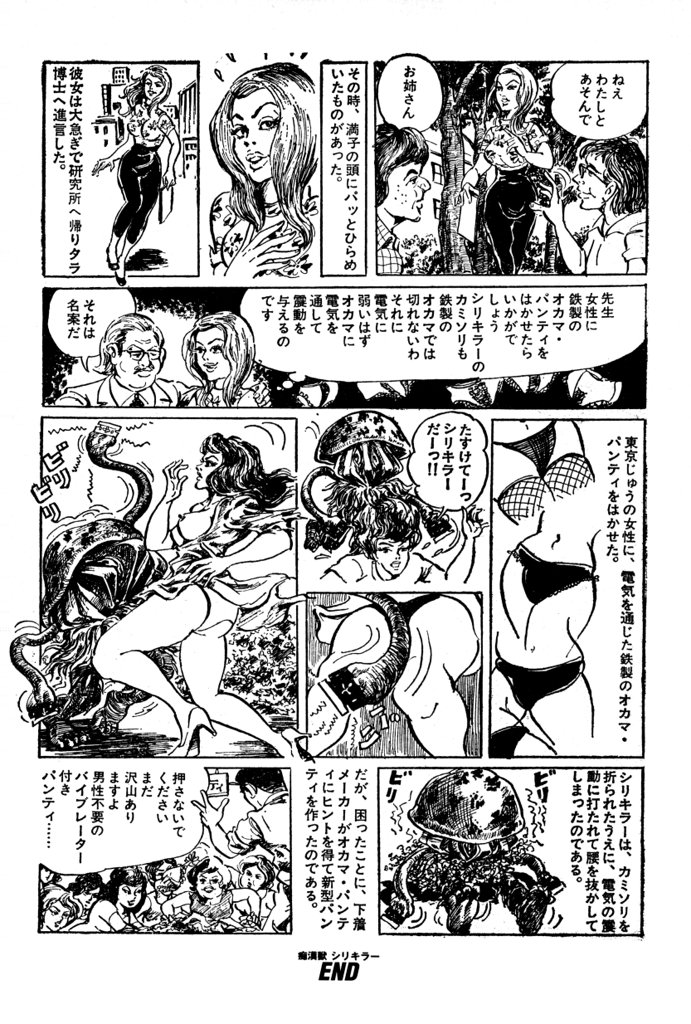 ねえ
わたしと
あそんで
お姉さん
その時、満子の頭にパッとひらめ
いたものがあった。
彼女は大急ぎで研究所へ帰りタラ
博士へ進言した。
先生
女性に
鉄製の
オカマ・
パンティを
はかせたら
いかがで
しょう
シリキラーの
カミソリも
鉄製の
オカマでは
切れないわ
それに
電気に
弱いはず
オカマに
電気を
通して
震動を
与えるの
です
それは
名案だ
東京じゅうの女性に、電気を通じた鉄製のオカマ・
パンティをはかせた。
たすけてーっ
シリキラー
だーっ!!
ビリ
ビリ
シリキラーは、カミソリを
折られたうえに、電気の震
動に打たれて腰を抜かして
しまったのである。
ビリ
ビリ
だが、困ったことに、下着
メーカーがオカマ・パンテ
ィにヒントを得て新型パン
ティを作ったのである。
押さないで
ください
まだ
沢山あり
ますよ
男性不要の
バイブレーター
付き
パンティ……
痴漢獣 シリキラー
END